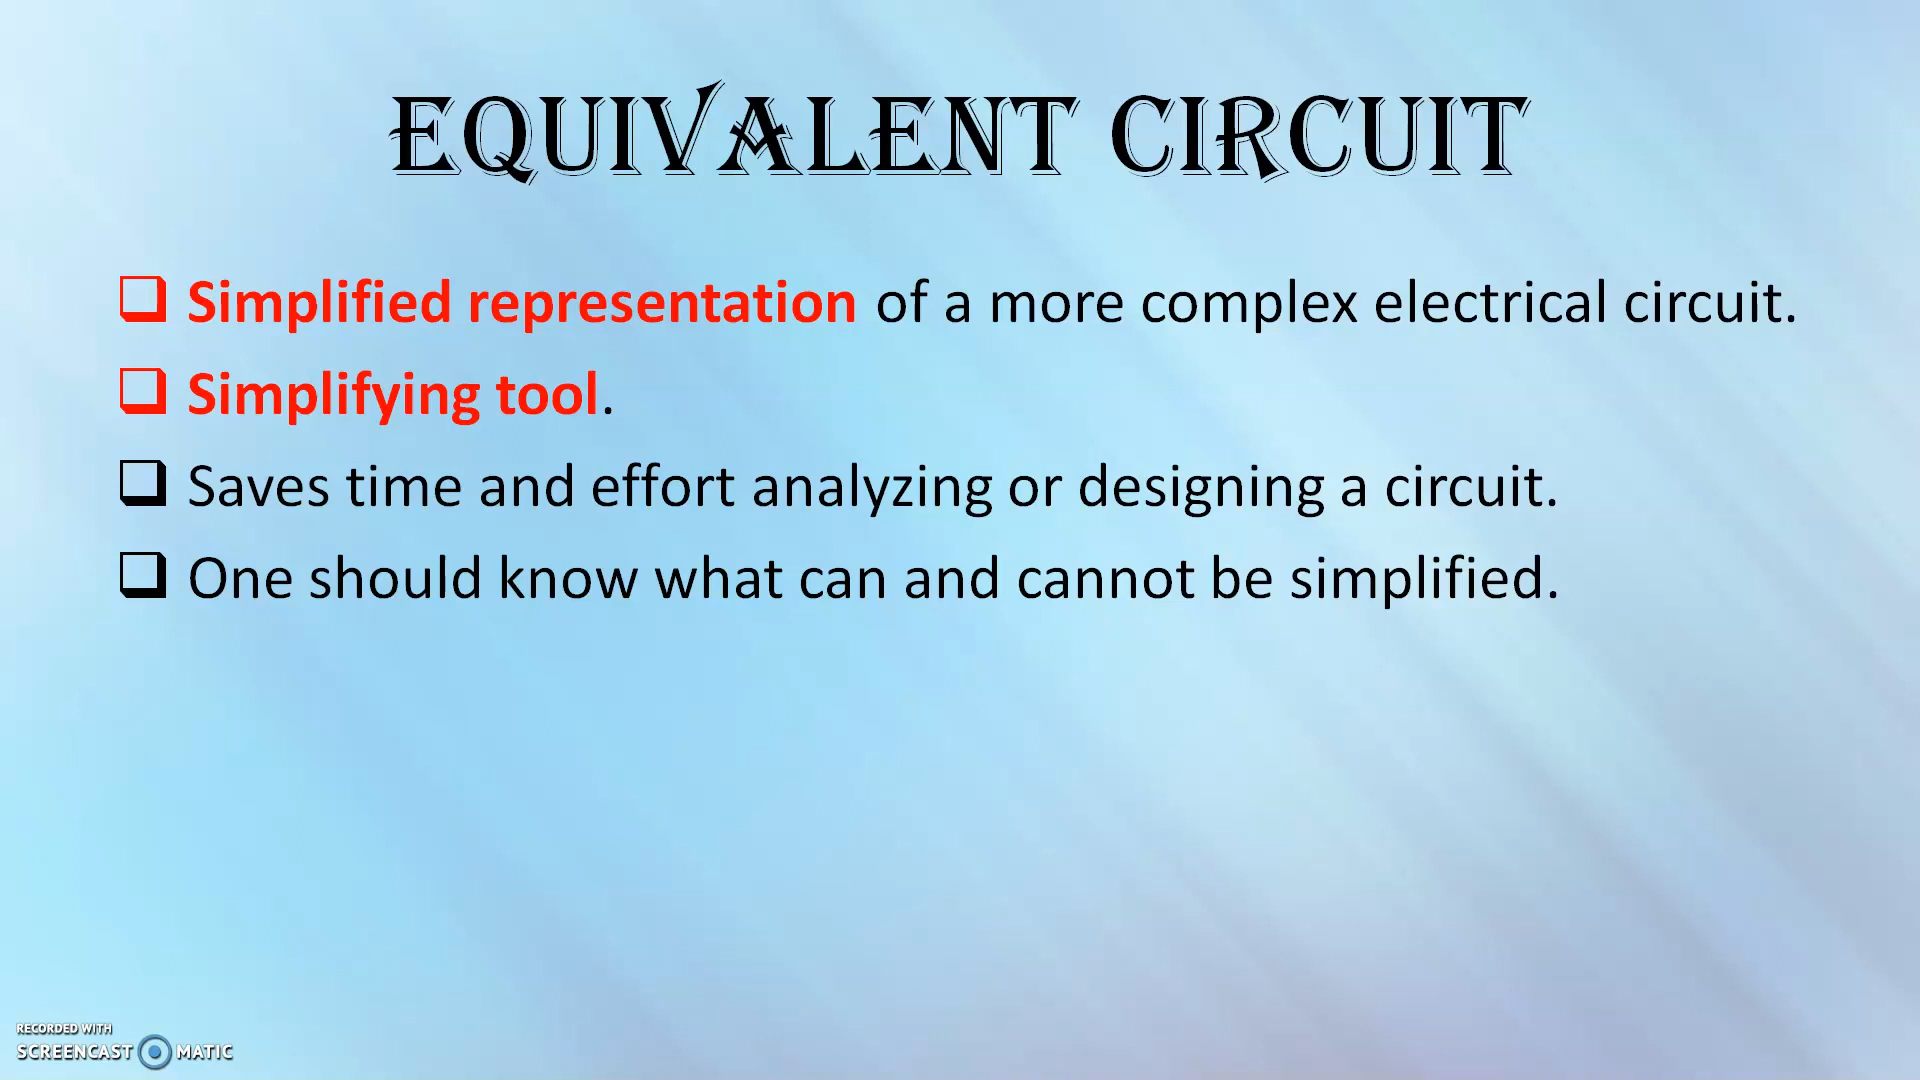 EQUIVALENT CIRCUIT
Simplified representation of a more complex electrical circuit.
Simplifying tool.
Saves time and effort analyzing or designing a circuit.
One should know what can and cannot be simplified.
RECORDED WITH
SCREENCAST MATIC